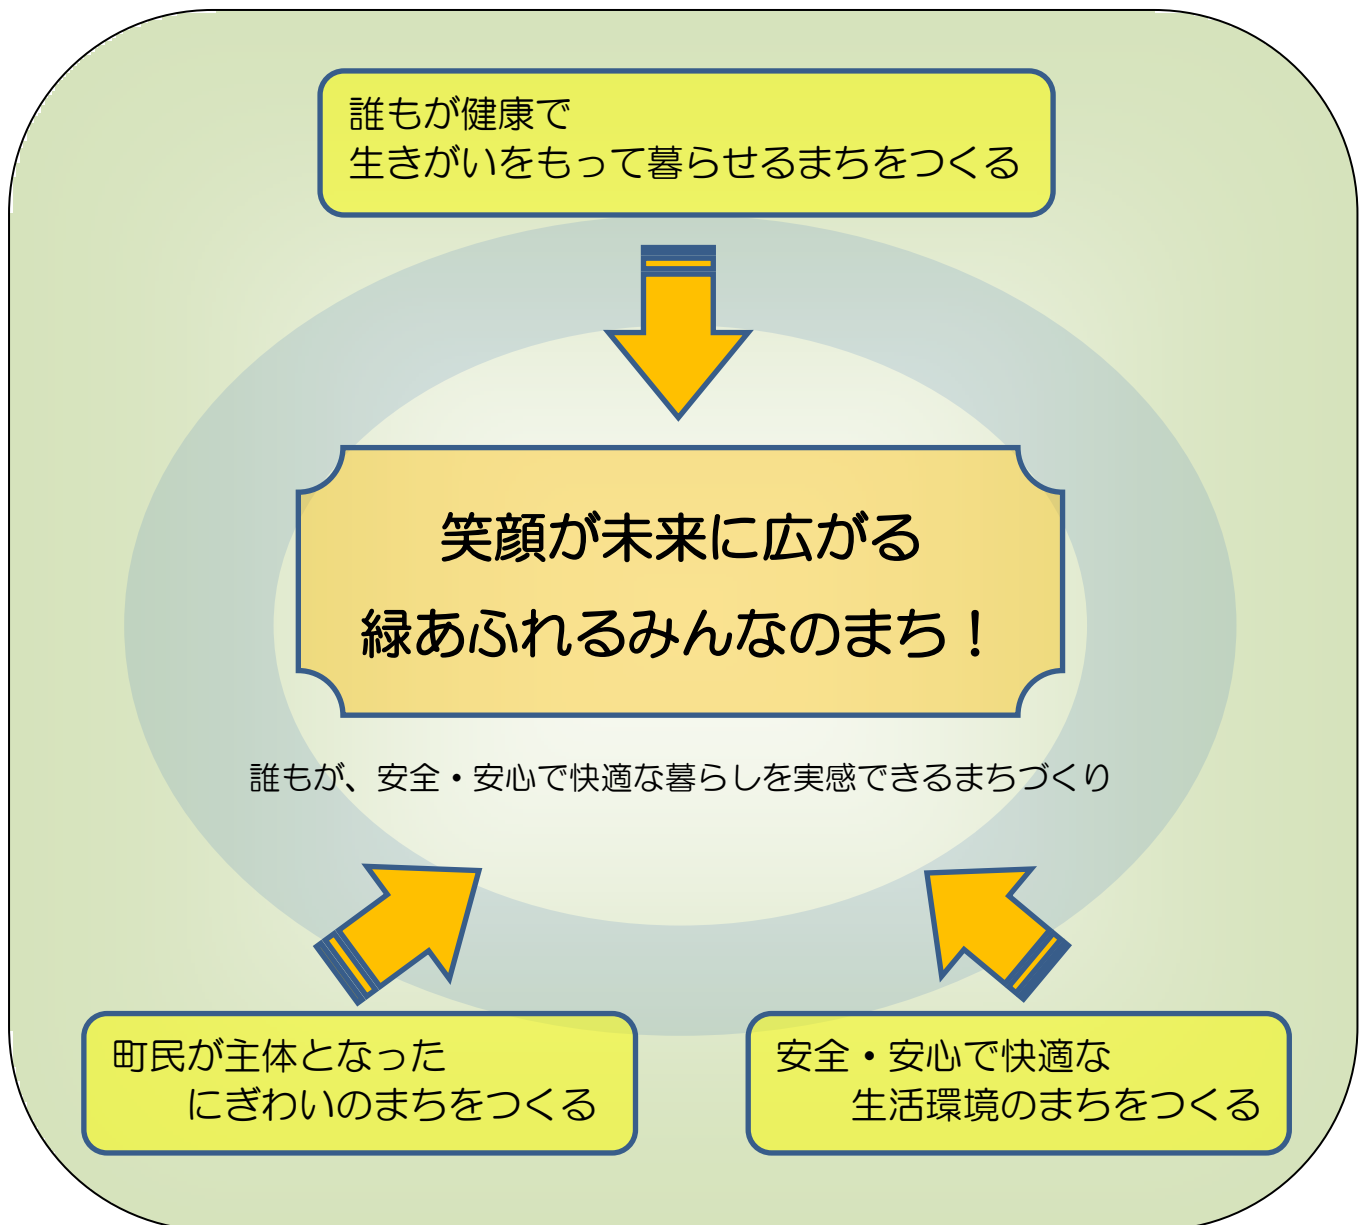 誰もが健康で
生きがいをもって暮らせるまちをつくる
笑顔が未来に広がる
緑あふれるみんなのまち！
誰もが、安全・安心で快適な暮らしを実感できるまちづくり
町民が主体となった
にぎわいのまちをつくる
安全・安心で快適な
生活環境のまちをつくる